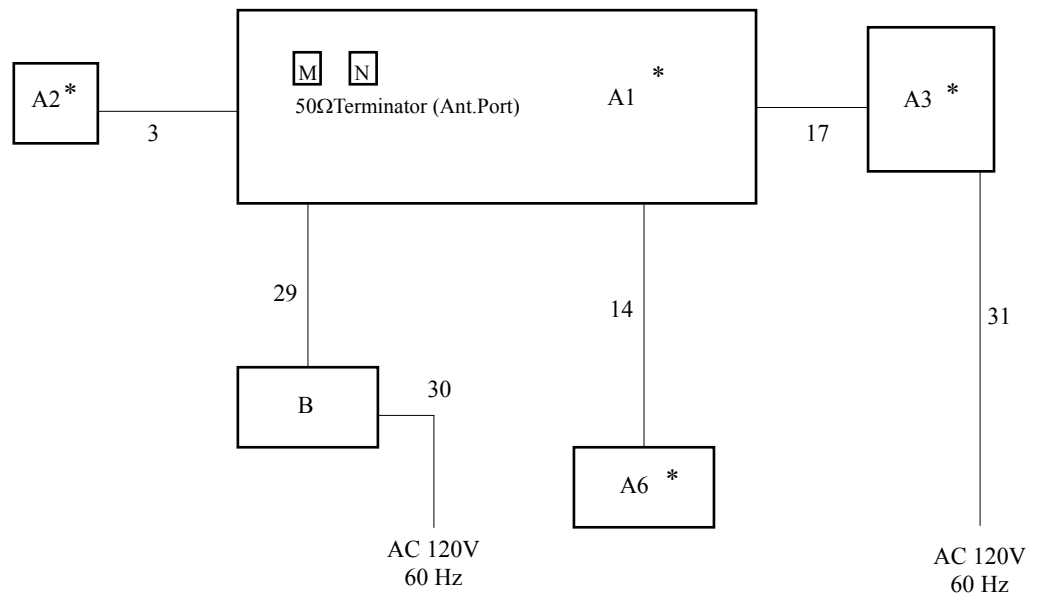 M N
50ΩTerminator (Ant.Port)
A1 *
A2 *
A3 *
3
17
29
14
31
B
30
A6 *
AC 120V
60 Hz
AC 120V
60 Hz